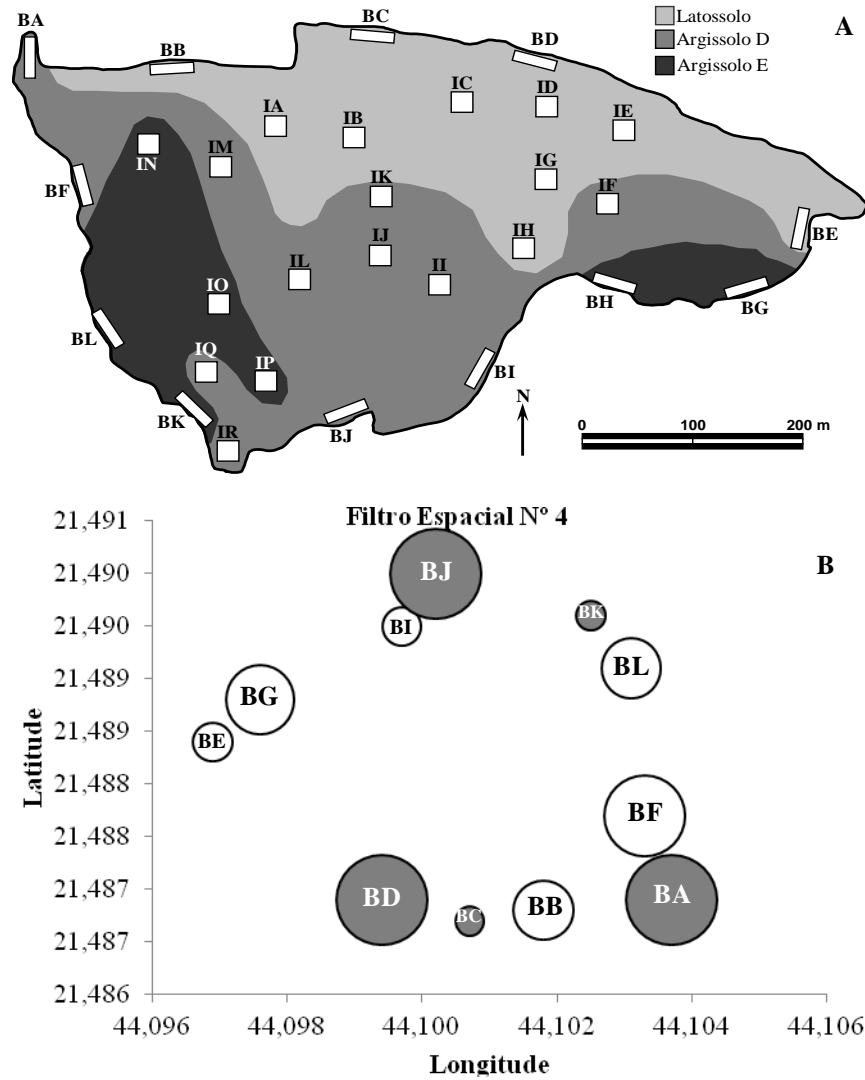 BA
BB
BC
BD
Latossolo
Argissolo D
Argissolo E
A
IA
IB
IC
ID
IE
IN
IM
IK
IG
IF
BF
IL
IJ
II
IH
BE
IO
BH
BG
BL
IQ
IP
BI
BK
IR
BJ
N
0
100
200 m
Filtro Espacial Nº 4
B
21,491
21,490
21,490
21,489
21,489
21,488
21,488
21,487
21,487
21,486
Latitude
BJ
BI
BK
BL
BG
BE
BF
BD
BC
BB
BA
44,096
44,098
44,100
44,102
44,104
44,106
Longitude